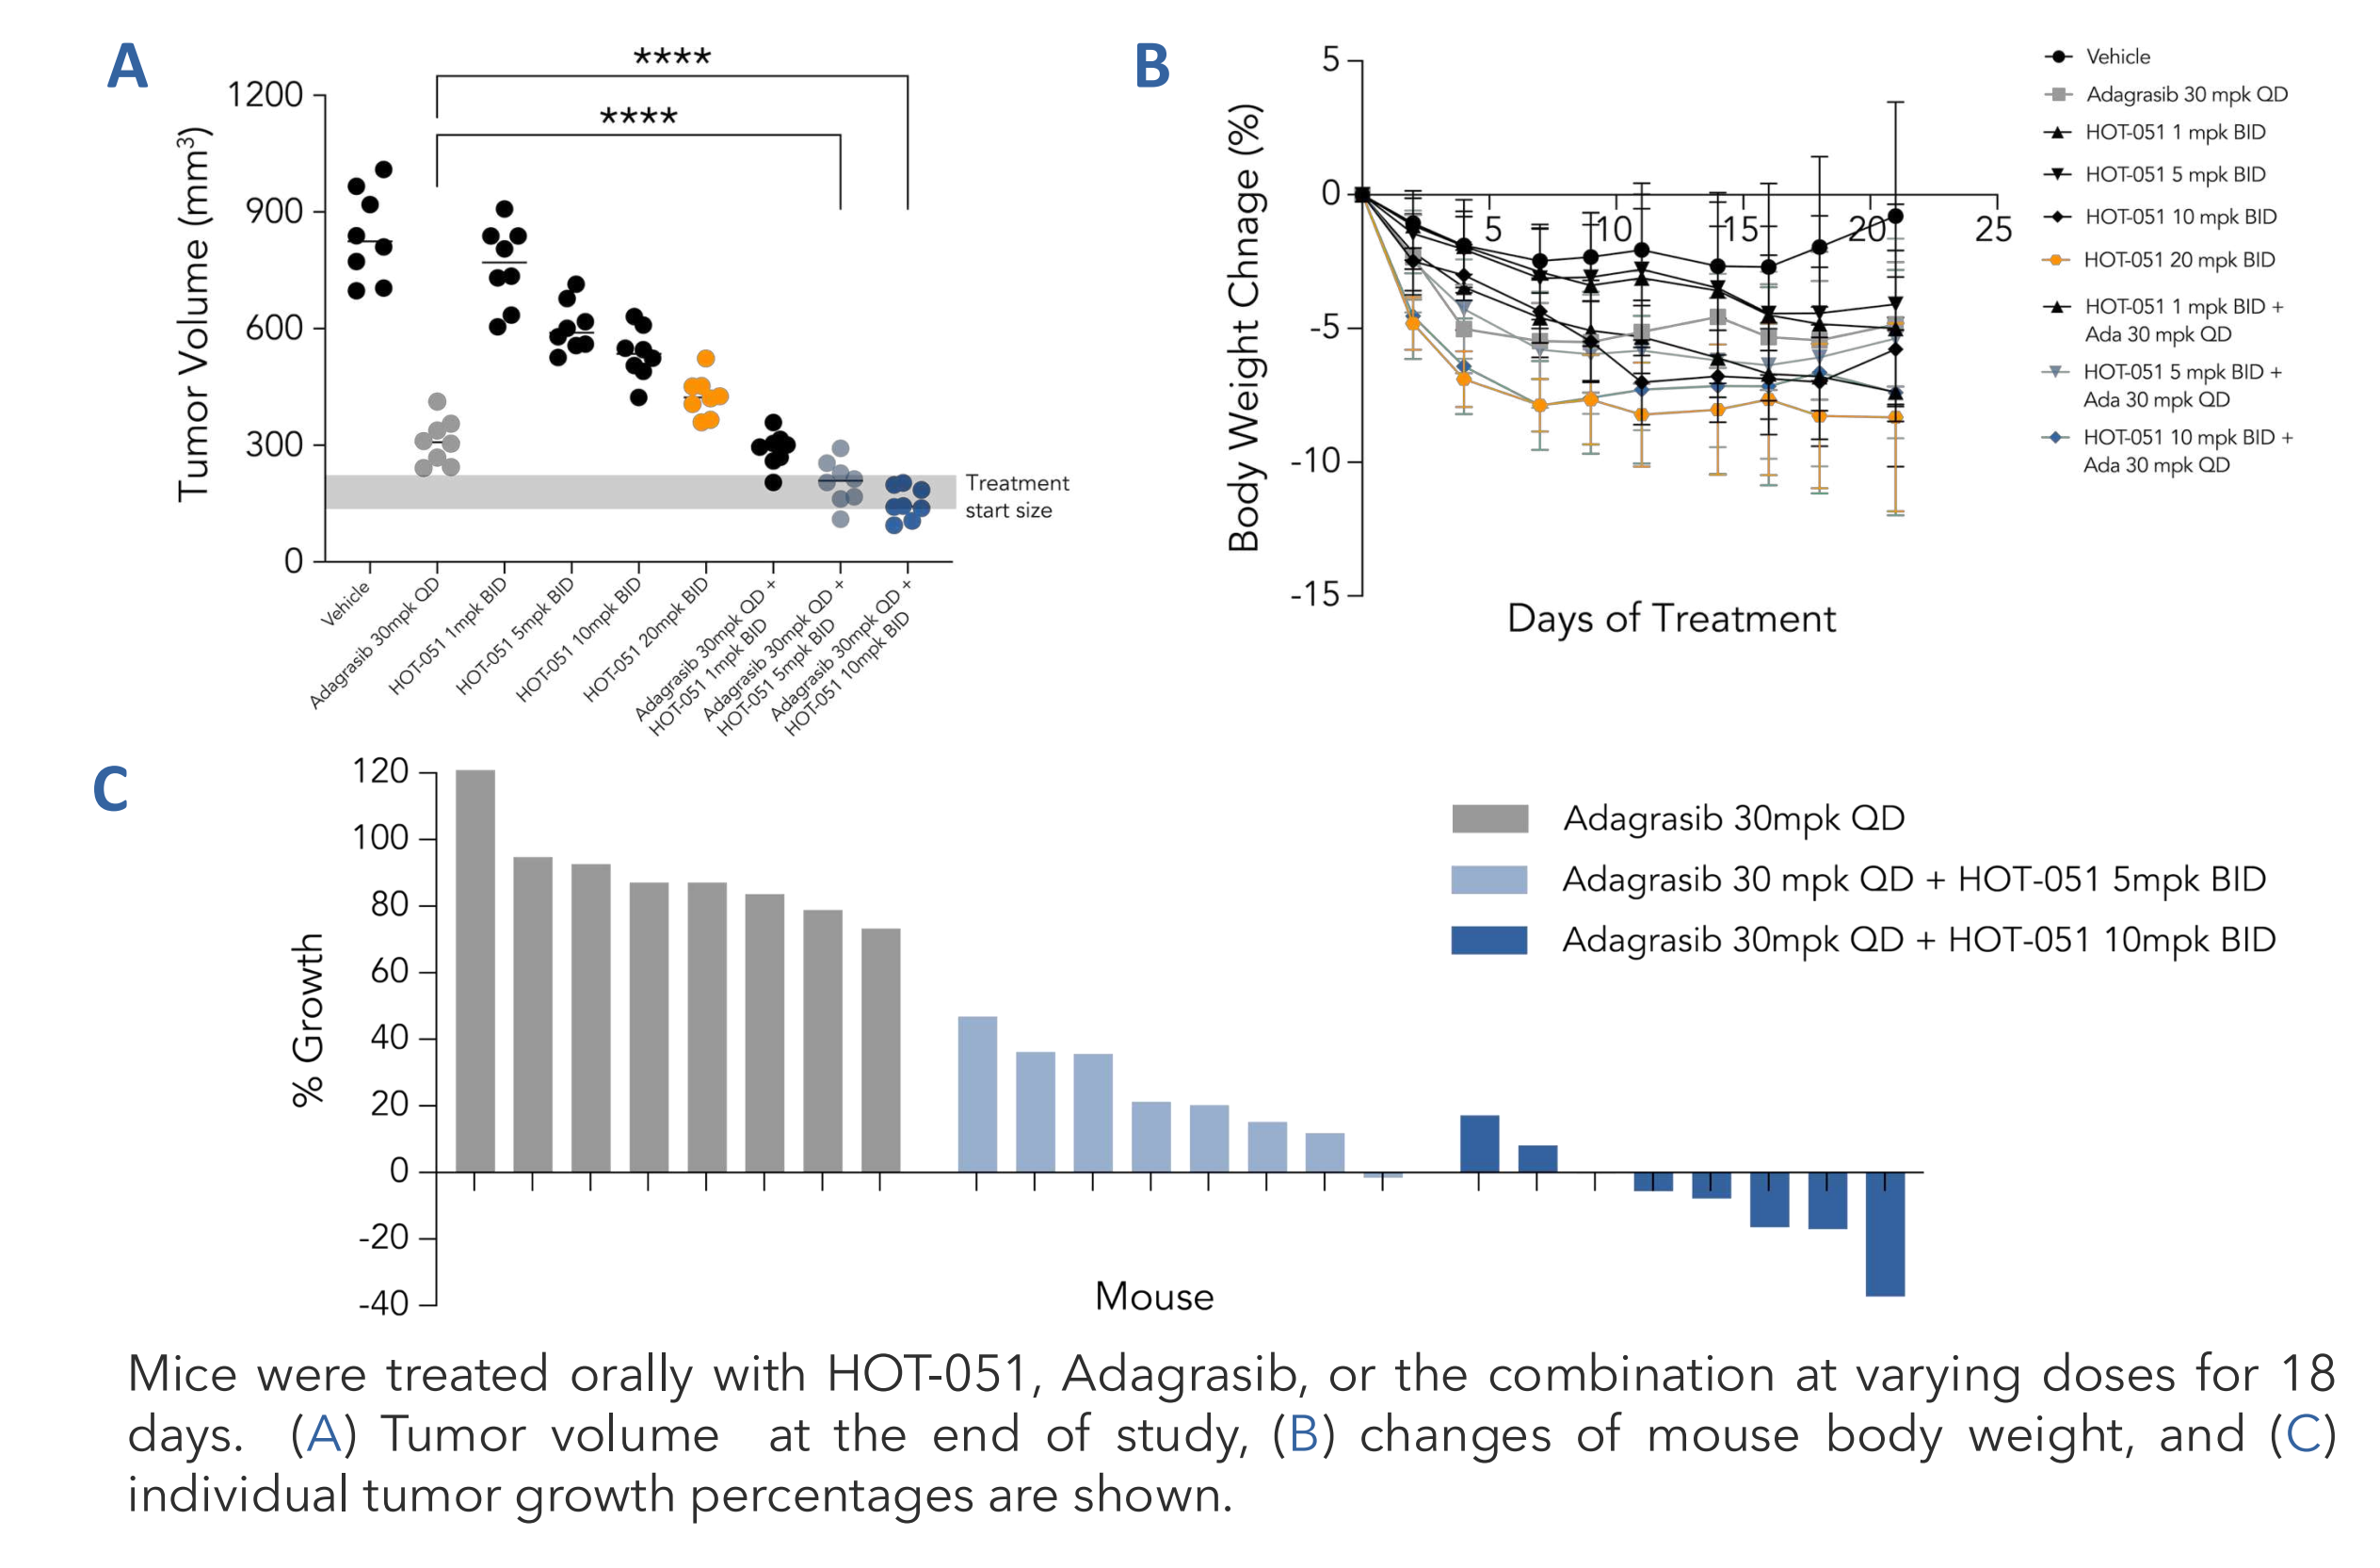 A
****
****
1200
900
600
300
0
Tumor Volume (mm³)
Treatment
start size
Vehicle
Adagrasib 30mpk QD
HOT-051 1mpk BID
HOT-051 5mpk BID
HOT-051 10mpk BID
HOT-051 20mpk BID
Adagrasib 30mpk QD +
HOT-051 1mpk BID
Adagrasib 30mpk QD +
HOT-051 5mpk BID
Adagrasib 30mpk QD +
HOT-051 10mpk BID
B
5
0
-5
-10
-15
Body Weight Chnage (%)
5
10
15
20
25
Days of Treatment
Vehicle
Adagrasib 30 mpk QD
HOT-051 1 mpk BID
HOT-051 5 mpk BID
HOT-051 10 mpk BID
HOT-051 20 mpk BID
HOT-051 1 mpk BID +
Ada 30 mpk QD
HOT-051 5 mpk BID +
Ada 30 mpk QD
HOT-051 10 mpk BID +
Ada 30 mpk QD
C
120
100
80
60
40
20
0
-20
-40
% Growth
Mouse
Adagrasib 30mpk QD
Adagrasib 30 mpk QD + HOT-051 5mpk BID
Adagrasib 30mpk QD + HOT-051 10mpk BID
Mice were treated orally with HOT-051, Adagrasib, or the combination at varying doses for 18
days. (A) Tumor volume at the end of study, (B) changes of mouse body weight, and (C)
individual tumor growth percentages are shown.